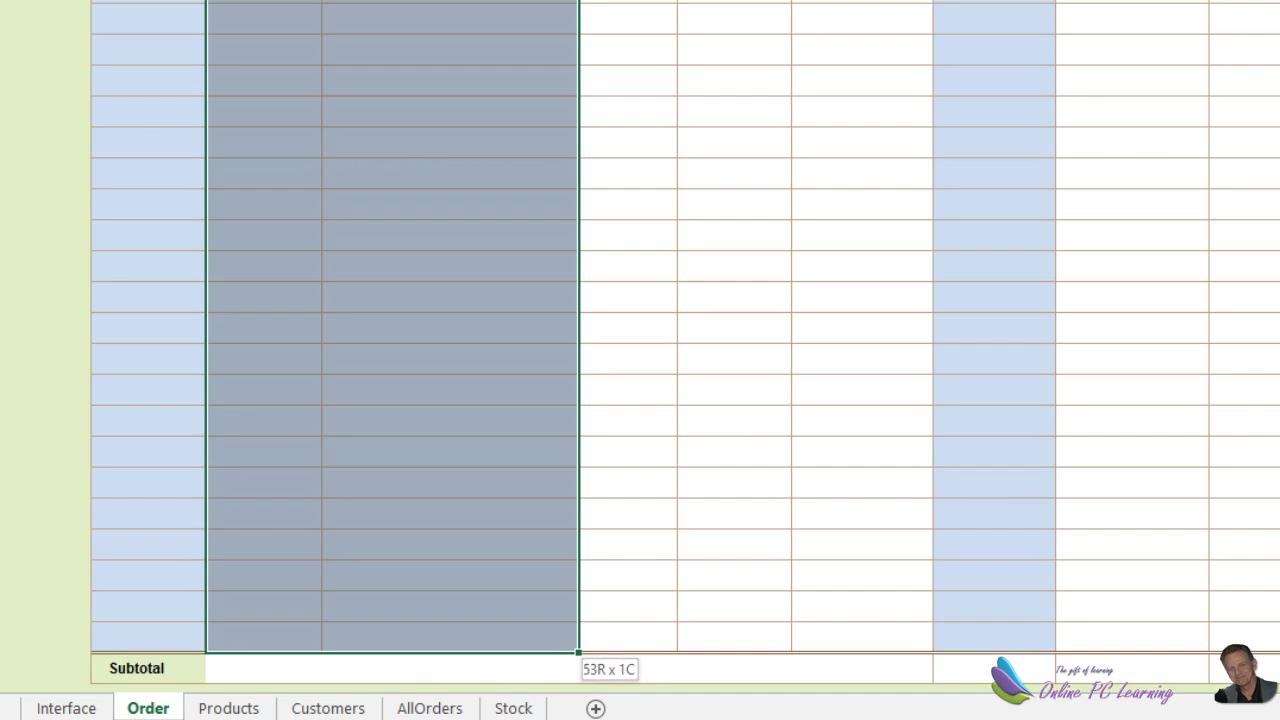 Subtotal
53R x 1C
The gift of learning
Online PC Learning
Interface
Order
Products
Customers
AllOrders
Stock